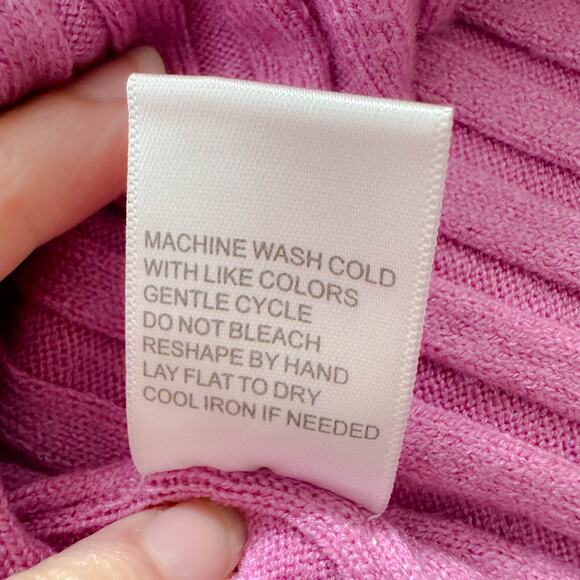 MACHINE WASH COLD
WITH LIKE COLORS
GENTLE CYCLE
DO NOT BLEACH
RESHAPE BY HAND
LAY FLAT TO DRY
COOL IRON IF NEEDED